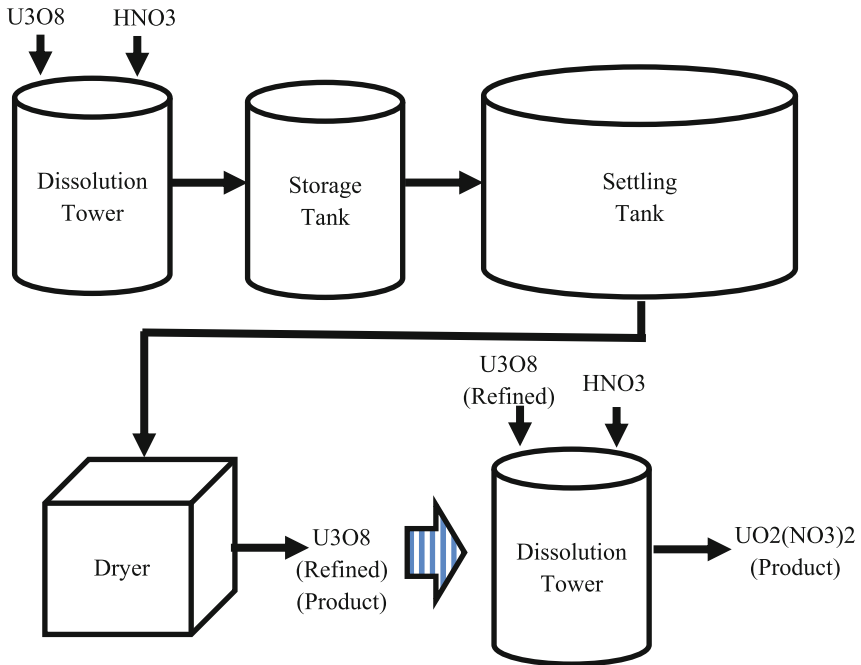 U3O8
HNO3
Dissolution
Tower
Storage
Tank
Settling
Tank
U3O8
(Refined)
HNO3
Dryer
U3O8
(Refined)
(Product)
Dissolution
Tower
UO2(NO3)2
(Product)